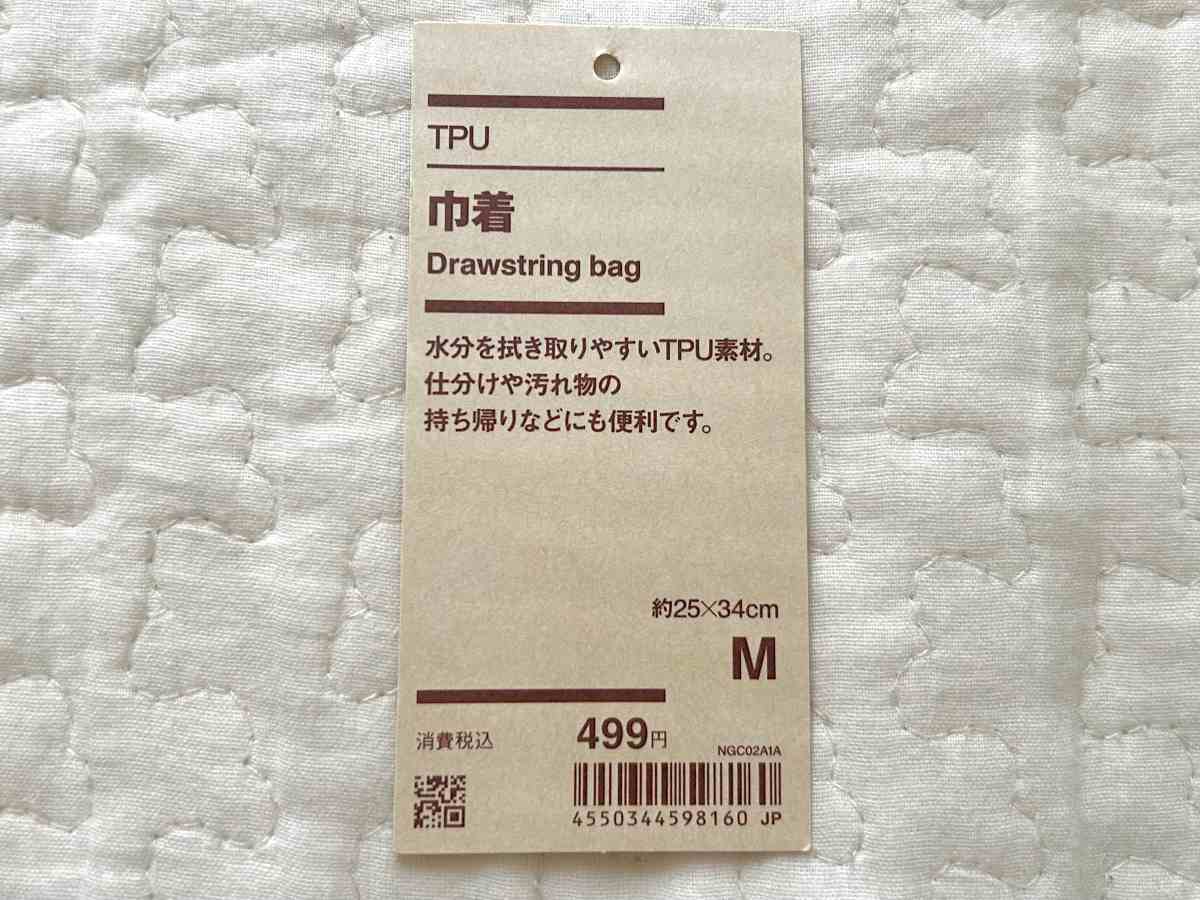 TPU
巾着
Drawstring bag
水分を拭き取りやすいTPU素材。
仕分けや汚れ物の
持ち帰りなどにも便利です。
約25×34cm
M
消費税込 499円
NGC02A1A
4550344598160 JP